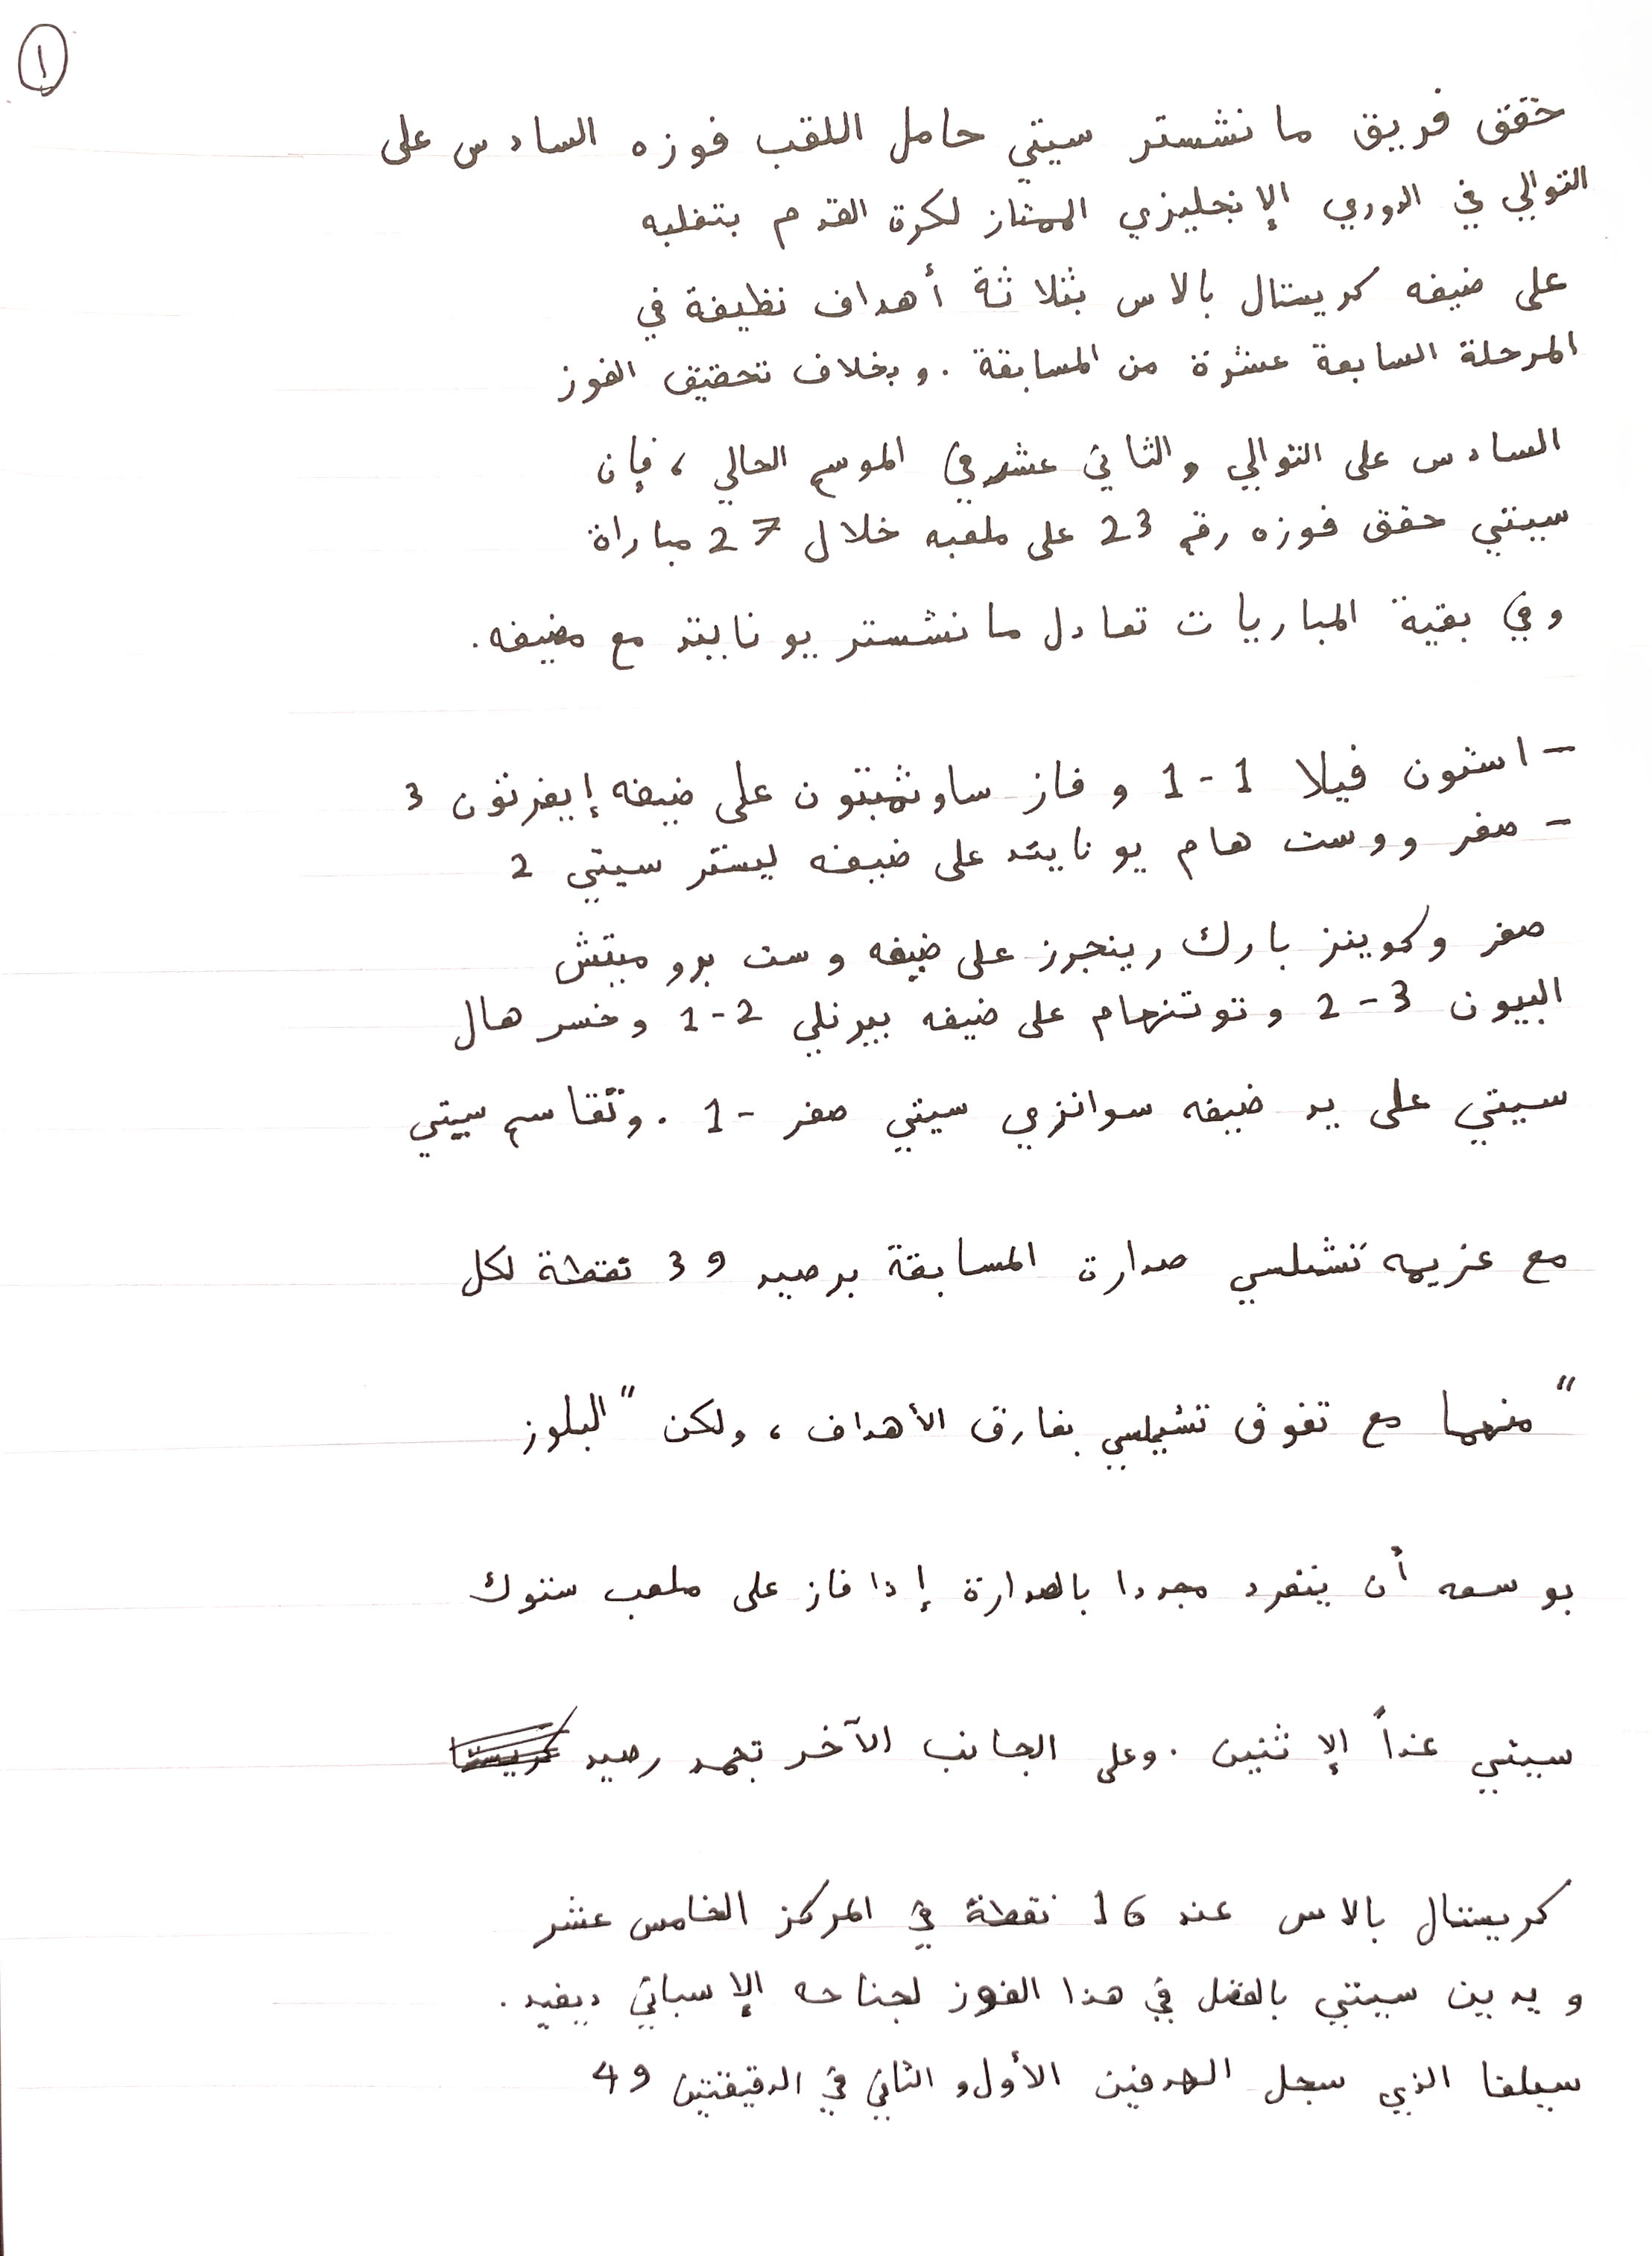 ١
حقق فريق مانشستر سيتي حامل اللقب فوزه السادس على
التوالي في الدوري الإنجليزي الممتاز لكرة القدم بتغلبه
على ضيفه كريستال بالاس بثلاثة أهداف نظيفة في
المرحلة السابعة عشرة من المسابقة . وبخلاف تحقيق الفوز
السادس على التوالي والثاني عشر في الموسم الحالي ، فإن
سيتي حقق فوزه رقم 23 على ملعبه خلال 27 مباراة
وفي بقية المباريات تعادل مانشستر يونايتد مع مضيفه .
- استون فيلا 1 - 1 وفاز ساوثمبتون على ضيفه إيفرتون 3
- صفر ووست هام يونايتد على ضيفه ليستر سيتي 2
صفر وكوينز بارك رينجرز على ضيفه وست بروميتش
البيون 3 - 2 وتوتنهام على ضيفه بيرنلي 2 - 1 وخسر هال
سيتي على يد ضيفه سوانزي سيتي صفر - 1 . وتقاسم سيتي
مع غريمه تشلسي صدارة المسابقة برصيد 39 نقطة لكل
" منهما مع تفوق تشيلسي بفارق الأهداف ، ولكن " البلوز
بوسعه أن ينفرد مجددا بالصدارة إذا فاز على ملعب ستوك
سيتي غداً الإثنين . وعلى الجانب الآخر تجمد رصيد
كريستال بالاس عند 16 نقطة في المركز الخامس عشر
ويدين سيتي بالفضل في هذا الفوز لجناحه الإسباني ديفيد .
سيلفا الذي سجل الهدفين الأول والثاني في الدقيقتين 49